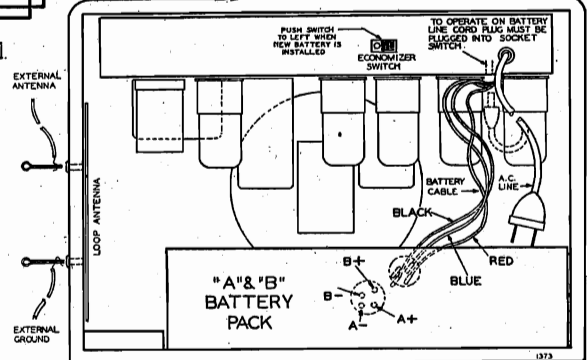 PUSH SWITCH
TO LEFT WHEN
NEW BATTERY IS
INSTALLED
ECONOMIZER
SWITCH
TO OPERATE ON BATTERY
LINE CORD PLUG MUST BE
PLUGGED INTO SOCKET
SWITCH
EXTERNAL
ANTENNA
LOOP ANTENNA
BATTERY
CABLE
A.C.
LINE
BLACK
RED
BLUE
"A" & "B"
BATTERY
PACK
B+
B-
A-
A+
EXTERNAL
GROUND
1373